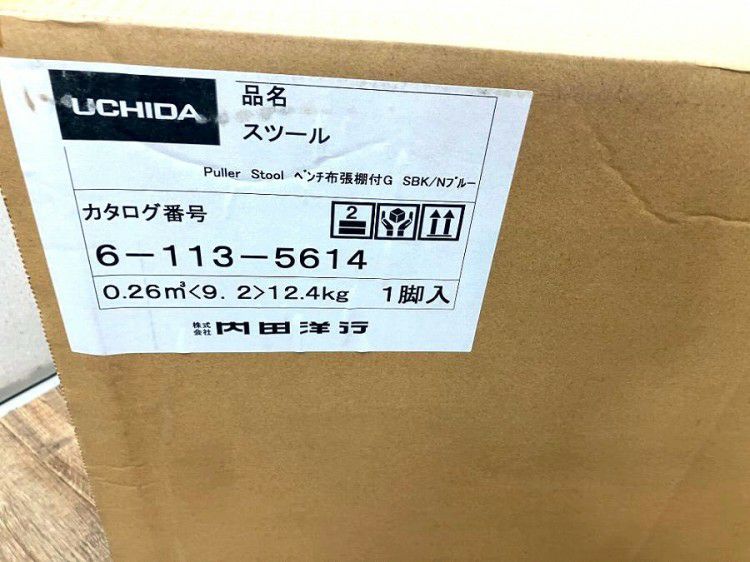 UCHIDA
品名
スツール
Puller Stool ベンチ布張棚付G SBK/Nブルー
カタログ番号
2
6-113-5614
0.26㎥<9.2>12.4kg 1脚入
株式会社 内田洋行